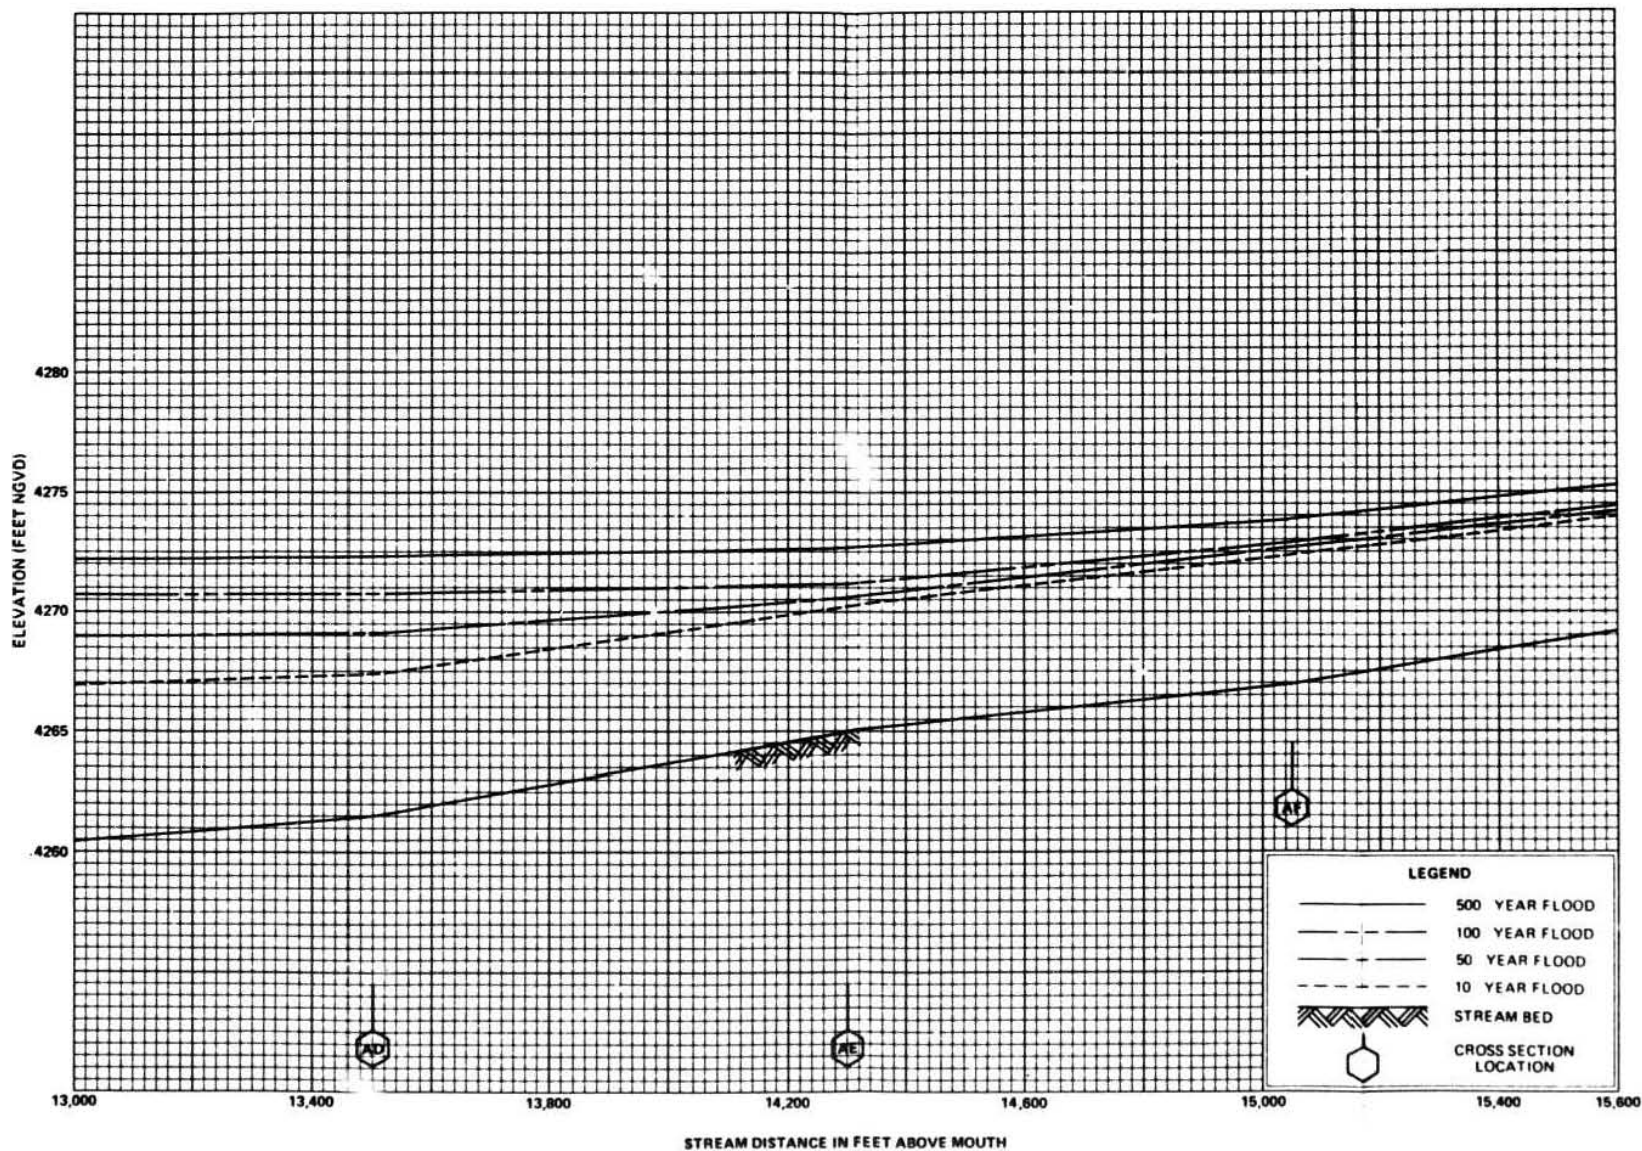 4280
4275
4270
4265
4260
ELEVATION (FEET NGVD)
AD
AE
AF
LEGEND
500 YEAR FLOOD
100 YEAR FLOOD
50 YEAR FLOOD
10 YEAR FLOOD
STREAM BED
CROSS SECTION
LOCATION
13,000 13,400 13,800 14,200 14,600 15,000 15,400 15,600
STREAM DISTANCE IN FEET ABOVE MOUTH